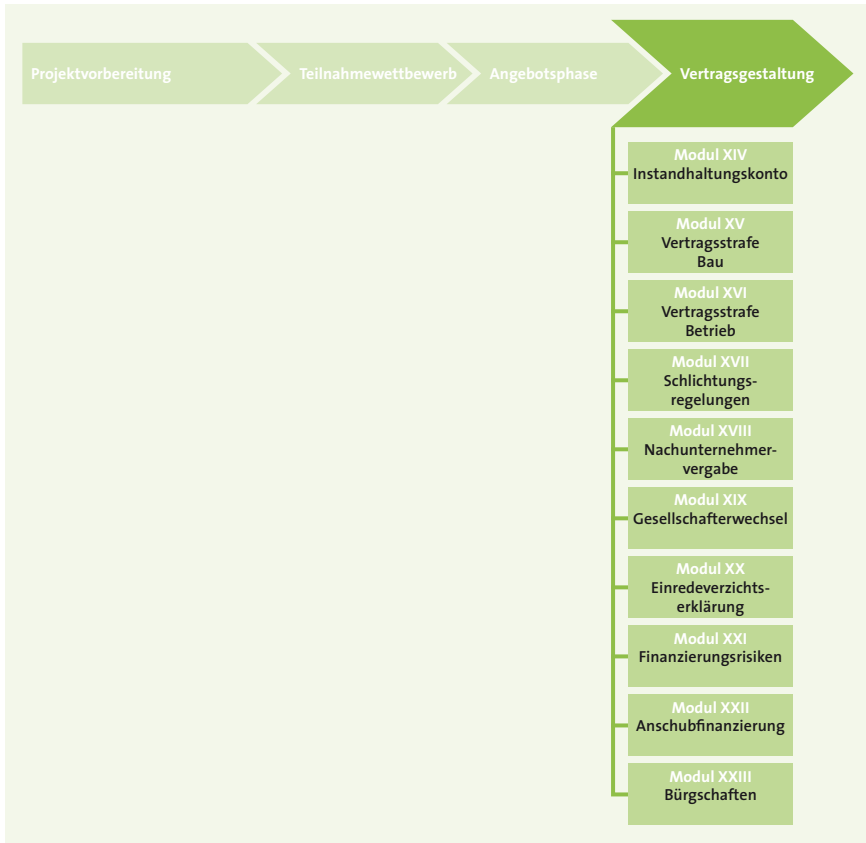 Projektvorbereitung
Teilnahmewettbewerb
Angebotsphase
Vertragsgestaltung
Modul XIV
Instandhaltungskonto
Modul XV
Vertragsstrafe
Bau
Modul XVI
Vertragsstrafe
Betrieb
Modul XVII
Schlichtungs-
regelungen
Modul XVIII
Nachunternehmer-
vergabe
Modul XIX
Gesellschafterwechsel
Modul XX
Einredeverzichts-
erklärung
Modul XXI
Finanzierungsrisiken
Modul XXII
Anschubfinanzierung
Modul XXIII
Bürgschaften